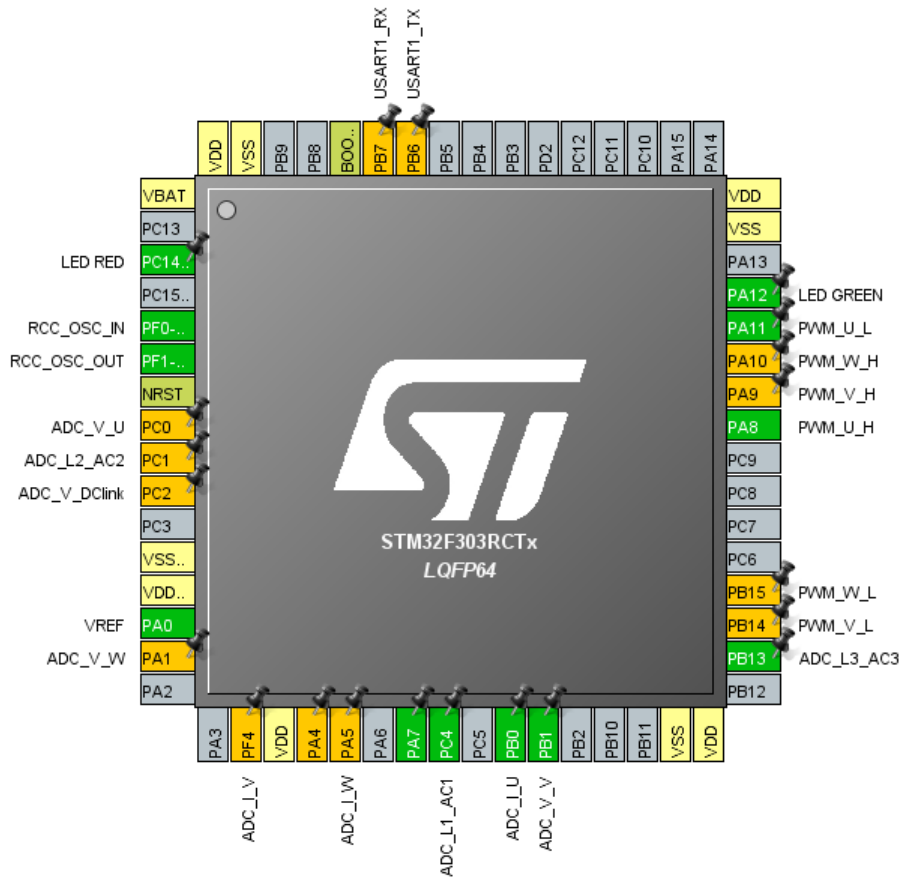 USART1_RX
USART1_TX
VDD
VSS
PB9
PB8
BOO..
PB7
PB6
PB5
PB4
PB3
PD2
PC12
PC11
PC10
PA15
PA14
VBAT
PC13
LED RED PC14..
PC15..
RCC_OSC_IN PF0-..
RCC_OSC_OUT PF1-..
NRST
ADC_V_U PC0
ADC_L2_AC2 PC1
ADC_V_DClink PC2
PC3
VSS..
VDD..
VREF PA0
ADC_V_W PA1
PA2
VDD
VSS
PA13
PA12 LED GREEN
PA11 PWM_U_L
PA10 PWM_W_H
PA9 PWM_V_H
PA8 PWM_U_H
PC9
PC8
PC7
PC6
PB15 PWM_W_L
PB14 PWM_V_L
PB13 ADC_L3_AC3
PB12
ST
STM32F303RCTx
LQFP64
PA3
PF4
VDD
PA4
PA5
PA6
PA7
PC4
PC5
PB0
PB1
PB2
PB10
PB11
VSS
VDD
ADC_I_V
ADC_I_W
ADC_L1_AC1
ADC_I_U
ADC_V_V